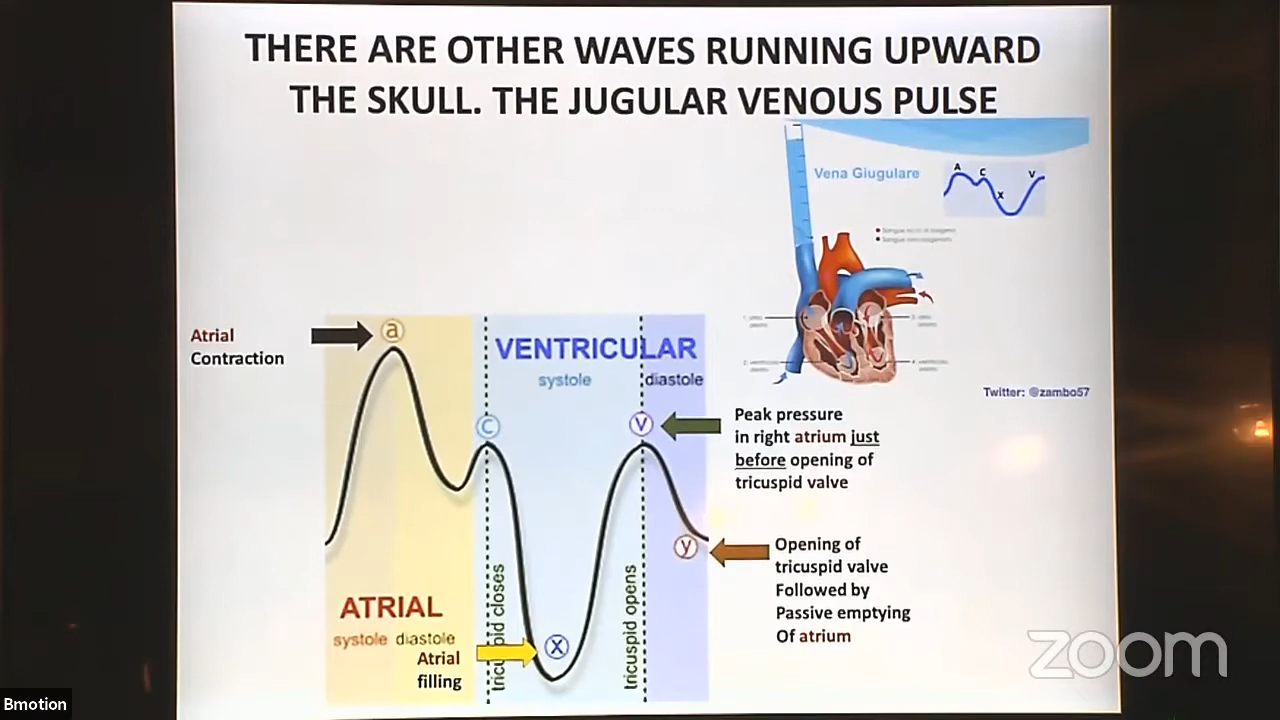 THERE ARE OTHER WAVES RUNNING UPWARD
THE SKULL. THE JUGULAR VENOUS PULSE
Vena Giugulare
A
C
X
V
Twitter: @zambo57
Atrial
Contraction
a
VENTRICULAR
systole
diastole
C
V
Peak pressure
in right atrium just
before opening of
tricuspid valve
y
Opening of
tricuspid valve
Followed by
Passive emptying
Of atrium
ATRIAL
systole diastole
Atrial
filling
X
tricuspid closes
tricuspid opens
zoom
Bmotion